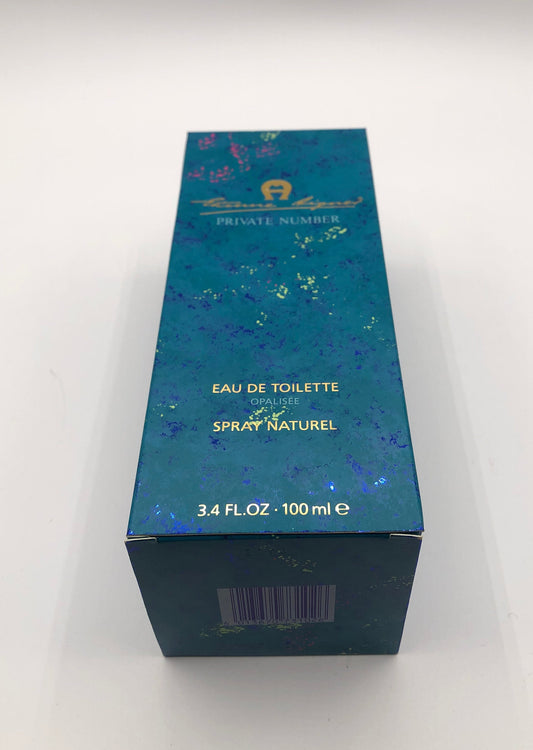 Etienne Aigner
PRIVATE NUMBER
EAU DE TOILETTE
OPALISÉE
SPRAY NATUREL
3.4 FL.OZ · 100 ml ℮